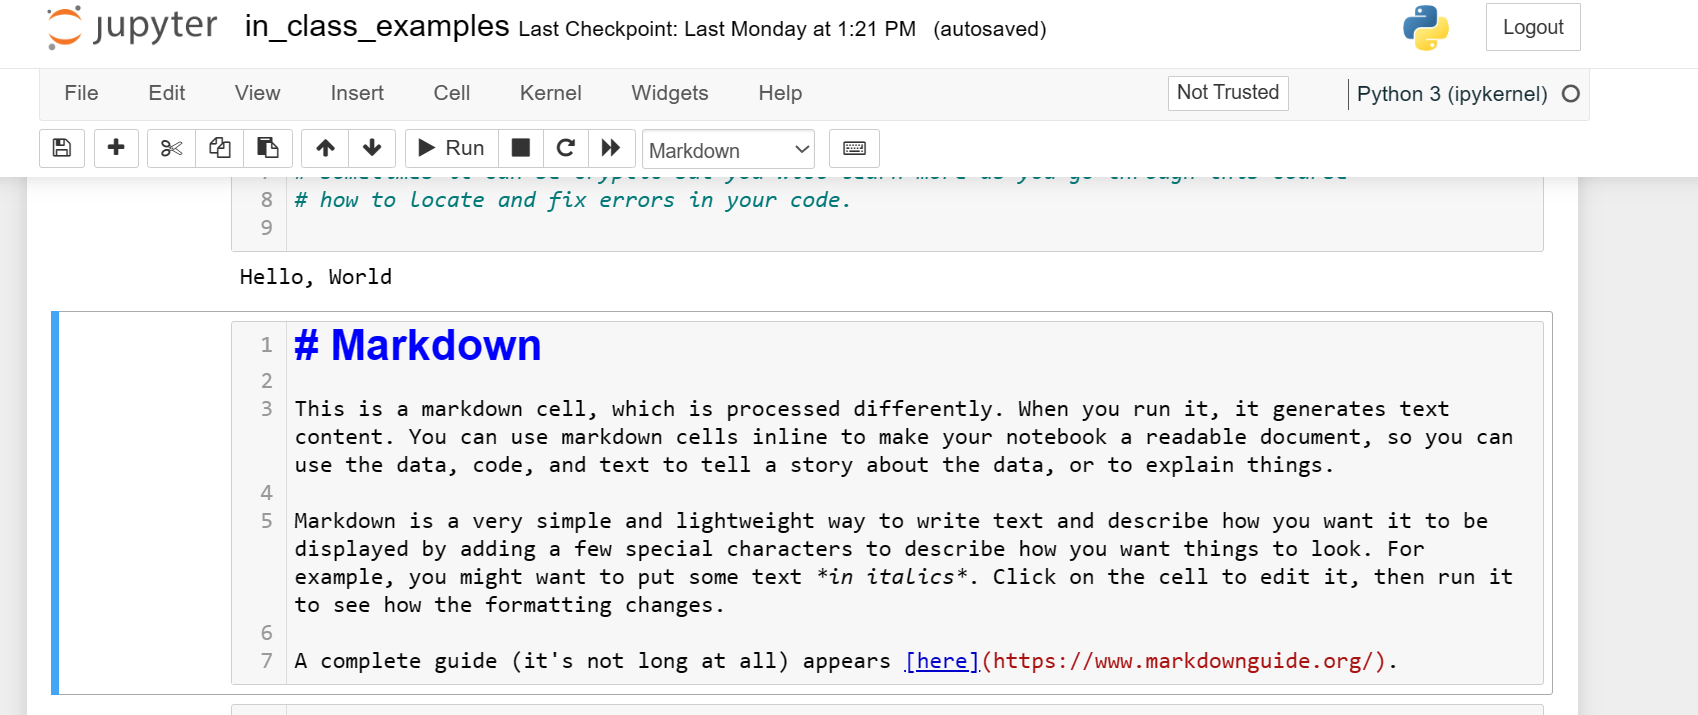 jupyter in_class_examples Last Checkpoint: Last Monday at 1:21 PM (autosaved)
Logout
File Edit View Insert Cell Kernel Widgets Help
Not Trusted
Python 3 (ipykernel)
Run
Markdown
8 # how to locate and fix errors in your code.
9
Hello, World
1 # Markdown
2
3 This is a markdown cell, which is processed differently. When you run it, it generates text
content. You can use markdown cells inline to make your notebook a readable document, so you can
use the data, code, and text to tell a story about the data, or to explain things.
4
5 Markdown is a very simple and lightweight way to write text and describe how you want it to be
displayed by adding a few special characters to describe how you want things to look. For
example, you might want to put some text *in italics*. Click on the cell to edit it, then run it
to see how the formatting changes.
6
7 A complete guide (it's not long at all) appears [here](https://www.markdownguide.org/).